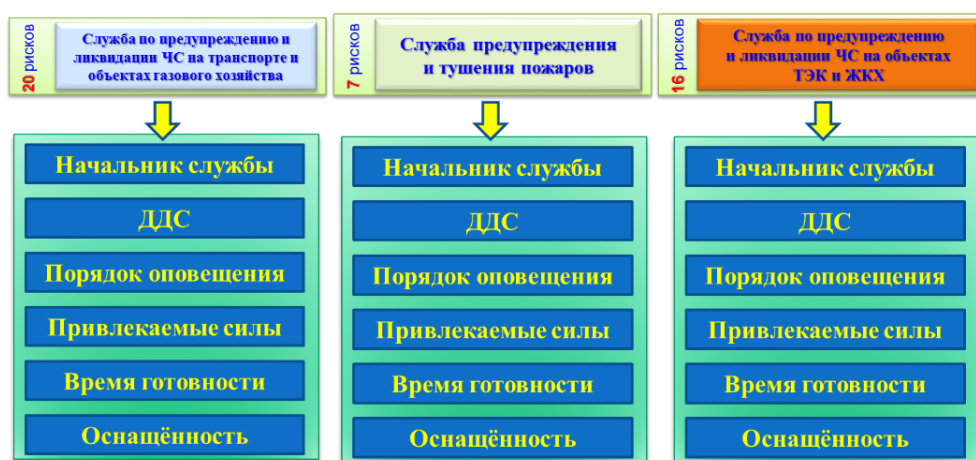 20 рисков
Служба по предупреждению и
ликвидации ЧС на транспорте и
объектах газового хозяйства
Начальник службы
ДДС
Порядок оповещения
Привлекаемые силы
Время готовности
Оснащённость
7 рисков
Служба предупреждения
и тушения пожаров
Начальник службы
ДДС
Порядок оповещения
Привлекаемые силы
Время готовности
Оснащённость
16 рисков
Служба по предупреждению
и ликвидации ЧС на объектах
ТЭК и ЖКХ
Начальник службы
ДДС
Порядок оповещения
Привлекаемые силы
Время готовности
Оснащённость